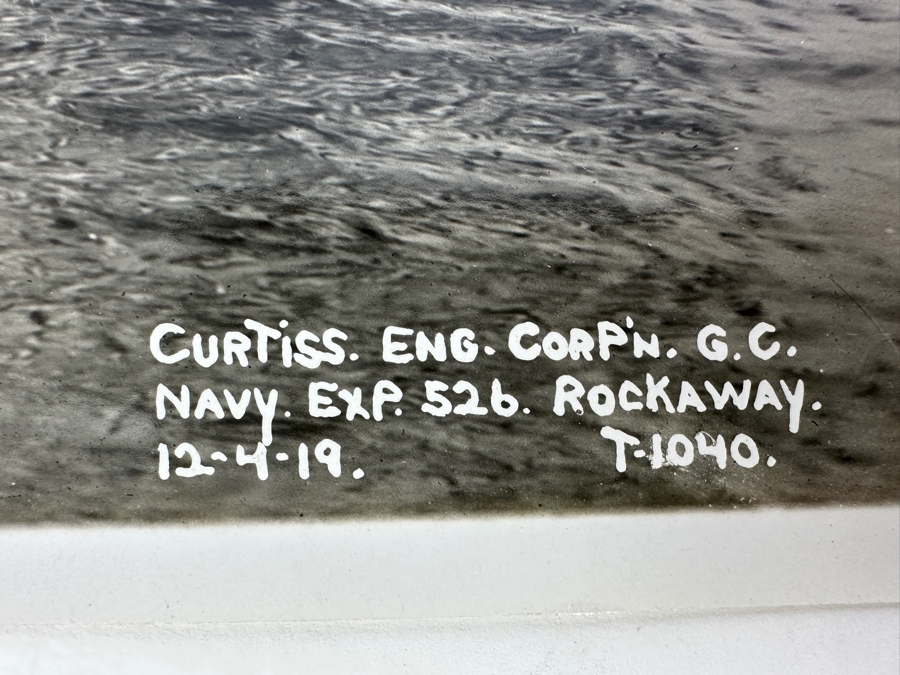 CURTiSS. ENG. CORP'N. G.C.
NAVY. EXP. 526. ROCKAWAY.
12-4-19. T-1040.